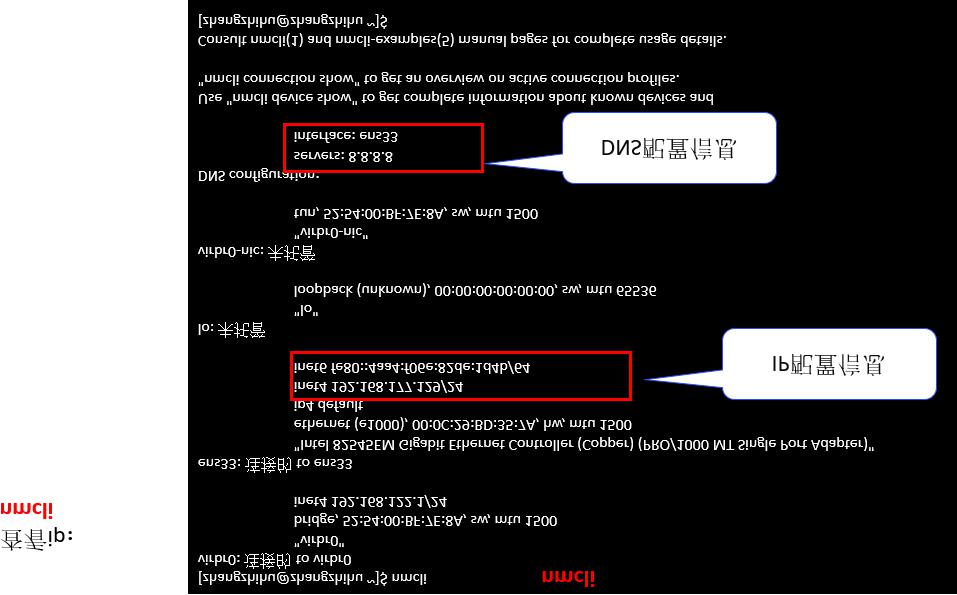 查看ip:
nmcli
[zhangzhihu@zhangzhihu ~]$ nmcli
nmcli
virbr0: 连接的 to virbr0
"virbr0"
bridge, 52:54:00:BF:7E:8A, sw, mtu 1500
inet4 192.168.122.1/24
ens33: 连接的 to ens33
"Intel 82545EM Gigabit Ethernet Controller (Copper) (PRO/1000 MT Single Port Adapter)"
ethernet (e1000), 00:0C:29:BD:35:7A, hw, mtu 1500
ip4 default
inet4 192.168.177.129/24
inet6 fe80::4aa4:f06e:82de:1d4b/64
IP配置信息
lo: 未托管
"lo"
loopback (unknown), 00:00:00:00:00:00, sw, mtu 65536
virbr0-nic: 未托管
"virbr0-nic"
tun, 52:54:00:BF:7E:8A, sw, mtu 1500
DNS configuration:
servers: 8.8.8.8
interface: ens33
DNS配置信息
Use "nmcli device show" to get complete information about known devices and
"nmcli connection show" to get an overview on active connection profiles.
Consult nmcli(1) and nmcli-examples(5) manual pages for complete usage details.
[zhangzhihu@zhangzhihu ~]$